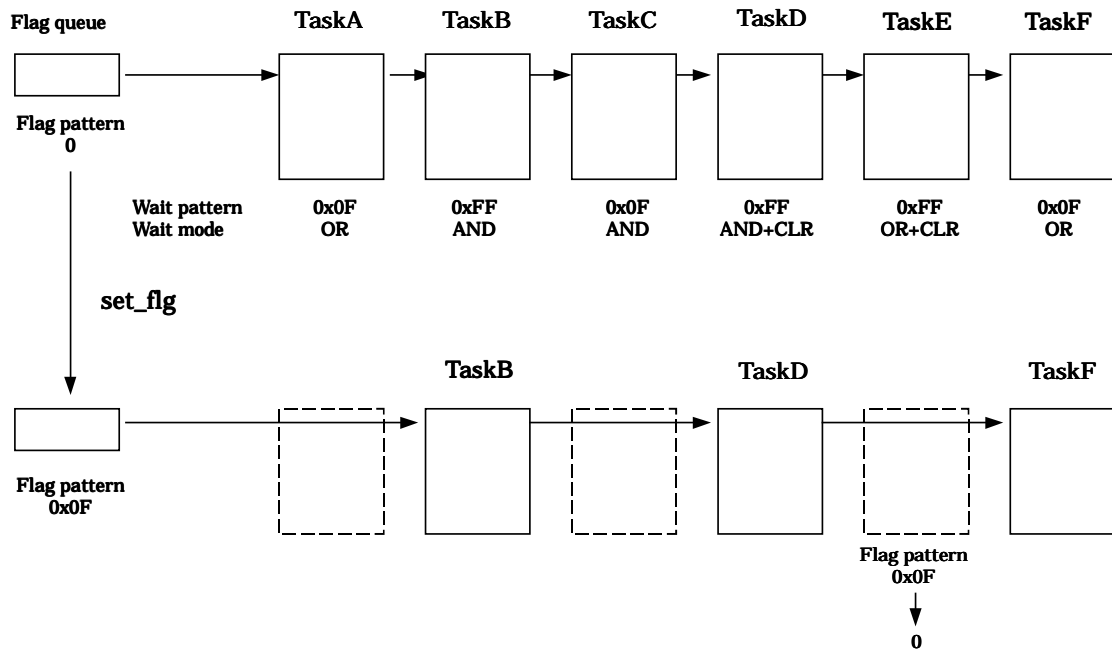 Flag queue
TaskA TaskB TaskC TaskD TaskE TaskF
Flag pattern
0
Wait pattern 0x0F 0xFF 0x0F 0xFF 0xFF 0x0F
Wait mode OR AND AND AND+CLR OR+CLR OR
set_flg
TaskB TaskD TaskF
Flag pattern
0x0F
Flag pattern
0x0F
0